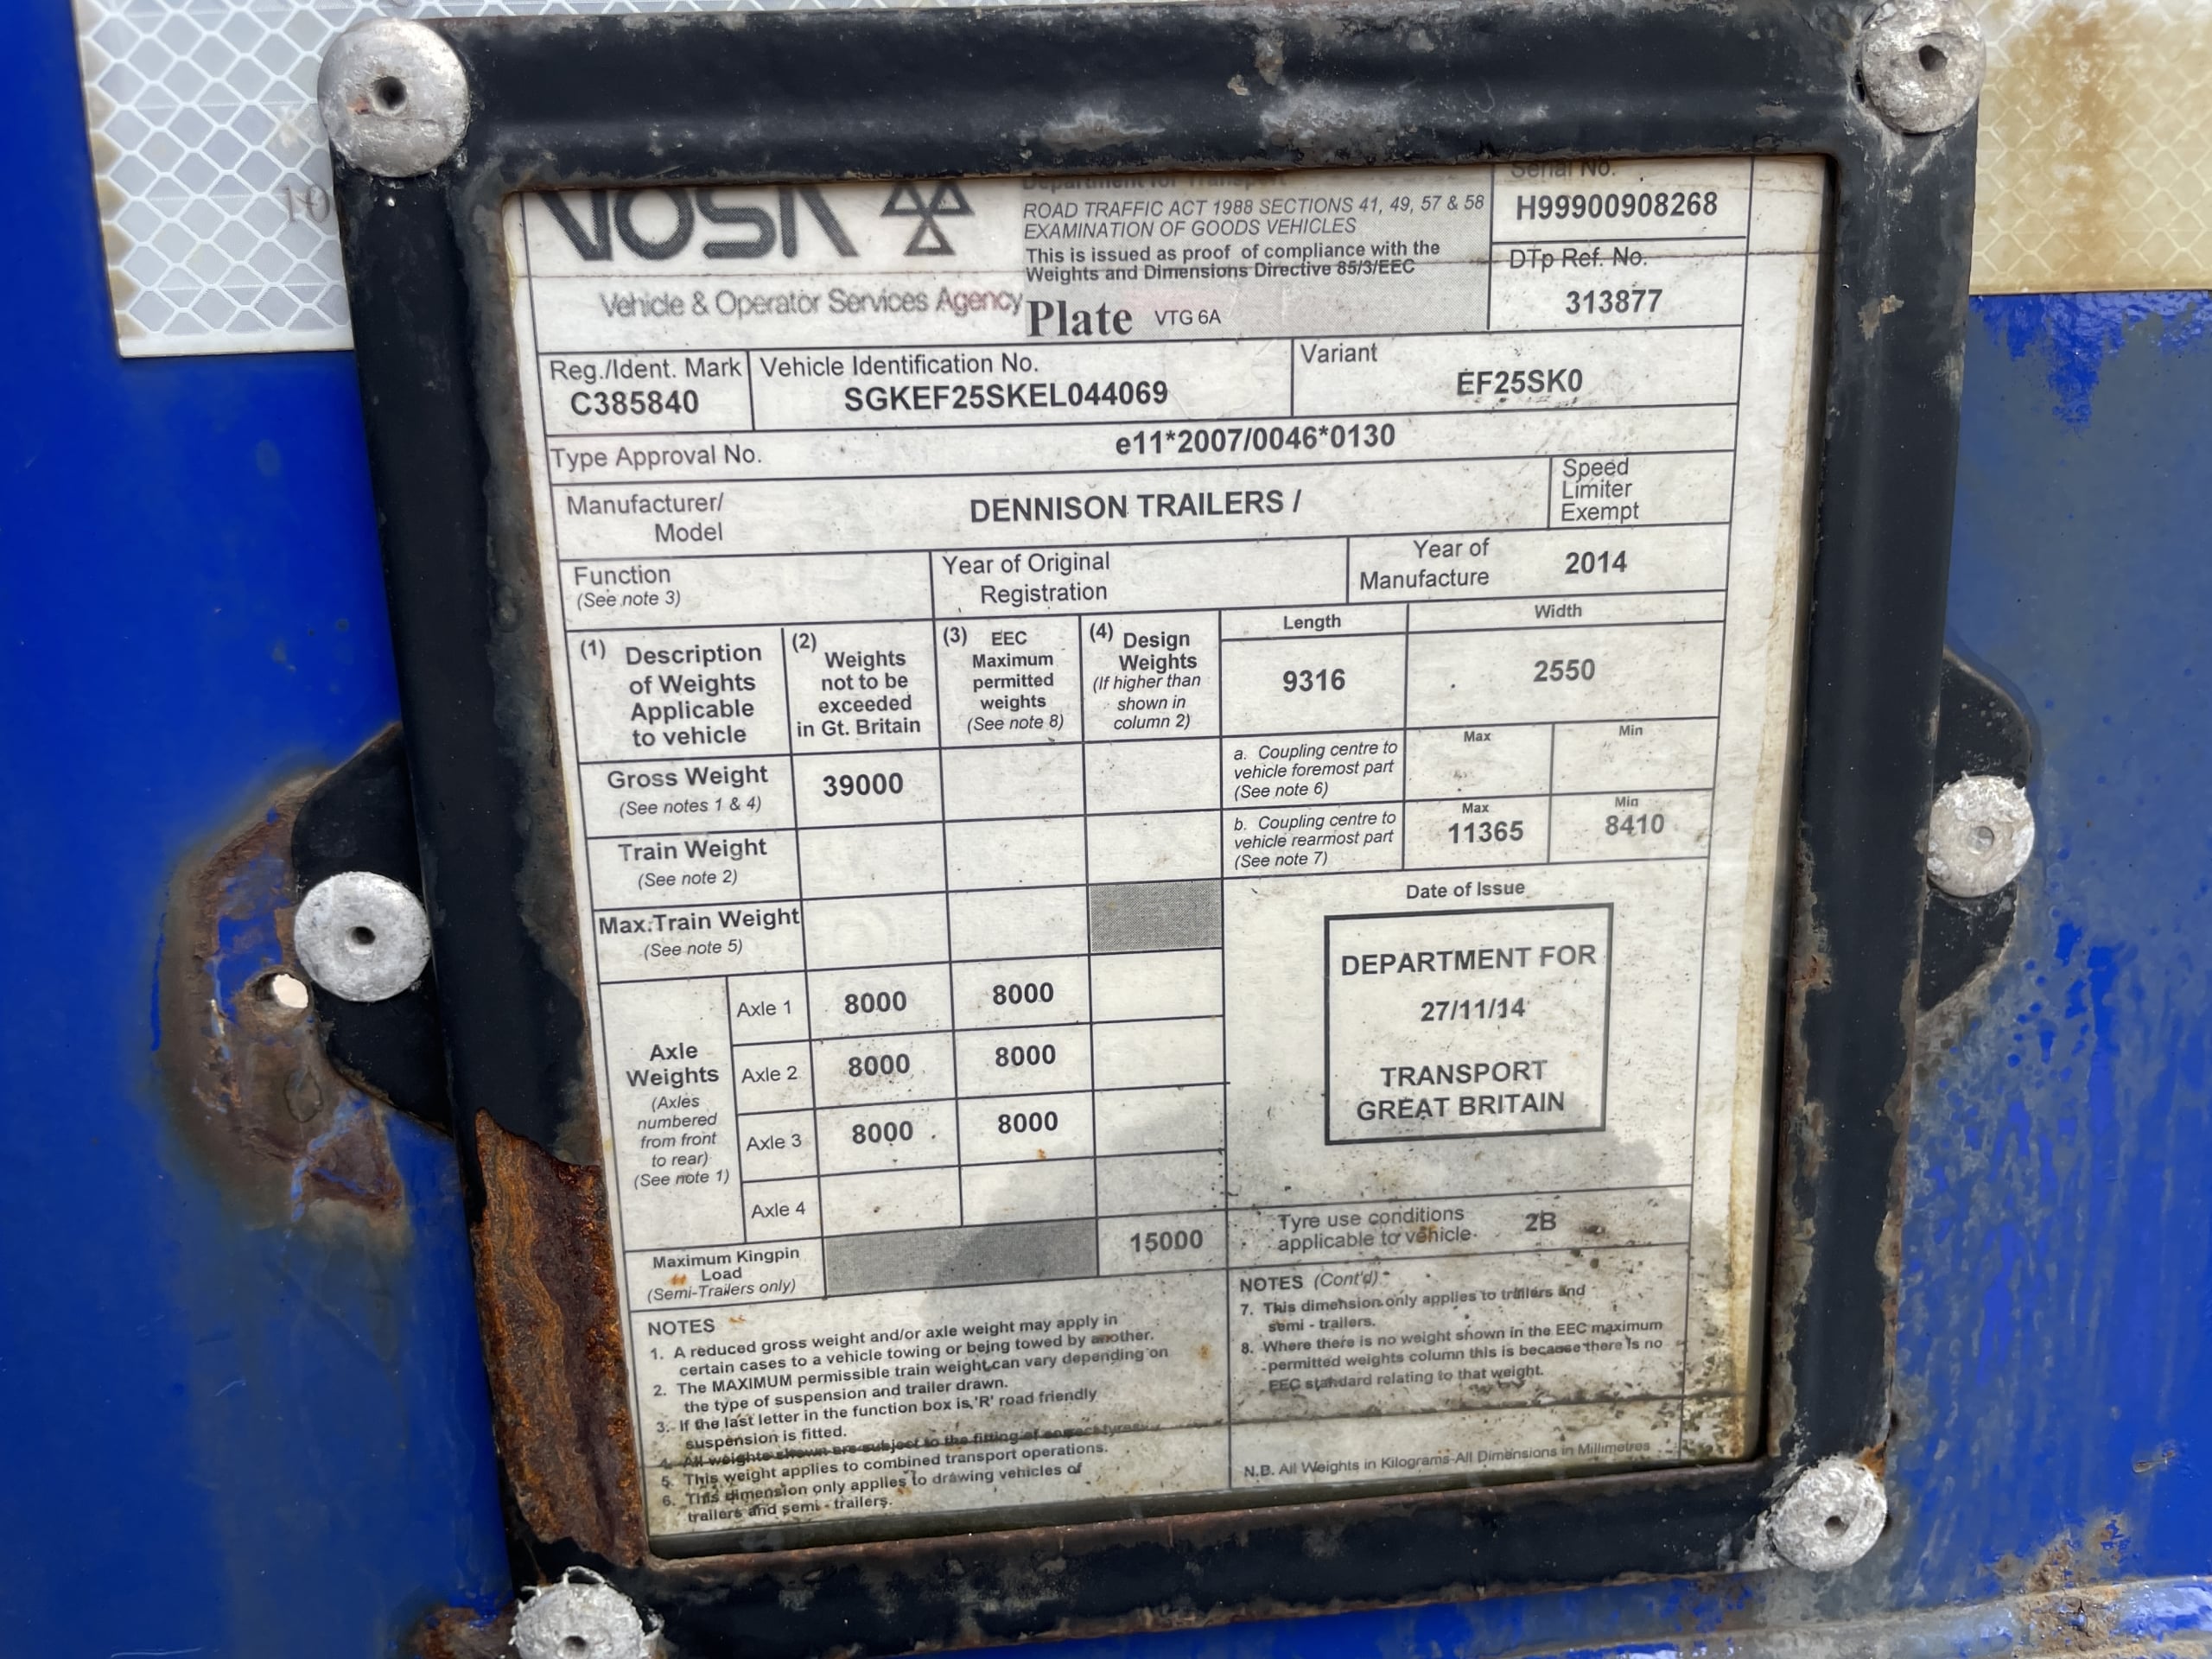 VOSA
Department for Transport
ROAD TRAFFIC ACT 1988 SECTIONS 41, 49, 57 & 58
EXAMINATION OF GOODS VEHICLES
This is issued as proof of compliance with the
Weights and Dimensions Directive 85/3/EEC
Vehicle & Operator Services Agency
Plate VTG 6A
Serial No.
H99900908268
DTp Ref. No.
313877
Reg./Ident. Mark
C385840
Vehicle Identification No.
SGKEF25SKEL044069
Variant
EF25SK0
Type Approval No.
e11*2007/0046*0130
Manufacturer/
Model
DENNISON TRAILERS /
Speed
Limiter
Exempt
Function
(See note 3)
Year of Original
Registration
Year of
Manufacture
2014
(1) Description
of Weights
Applicable
to vehicle
(2) Weights
not to be
exceeded
in Gt. Britain
(3) EEC
Maximum
permitted
weights
(See note 8)
(4) Design
Weights
(If higher than
shown in
column 2)
Length
9316
Width
2550
Gross Weight
(See notes 1 & 4)
39000
a. Coupling centre to
vehicle foremost part
(See note 6)
Max
Min
Train Weight
(See note 2)
b. Coupling centre to
vehicle rearmost part
(See note 7)
Max
11365
Min
8410
Max.Train Weight
(See note 5)
Axle
Weights
(Axles
numbered
from front
to rear)
(See note 1)
Axle 1 8000 8000
Axle 2 8000 8000
Axle 3 8000 8000
Axle 4
Maximum Kingpin
Load
(Semi-Trailers only)
15000
Date of Issue
DEPARTMENT FOR
27/11/14
TRANSPORT
GREAT BRITAIN
Tyre use conditions
applicable to vehicle
2B
NOTES
1. A reduced gross weight and/or axle weight may apply in
certain cases to a vehicle towing or being towed by another.
2. The MAXIMUM permissible train weight can vary depending on
the type of suspension and trailer drawn.
3. If the last letter in the function box is 'R' road friendly
suspension is fitted.
4. All weights shown are subject to the fitting of correct tyres.
5. This weight applies to combined transport operations.
6. This dimension only applies to drawing vehicles of
trailers and semi - trailers.
NOTES (Cont'd)
7. This dimension only applies to trailers and
semi - trailers.
8. Where there is no weight shown in the EEC maximum
permitted weights column this is because there is no
EEC standard relating to that weight.
N.B. All Weights in Kilograms-All Dimensions in Millimetres